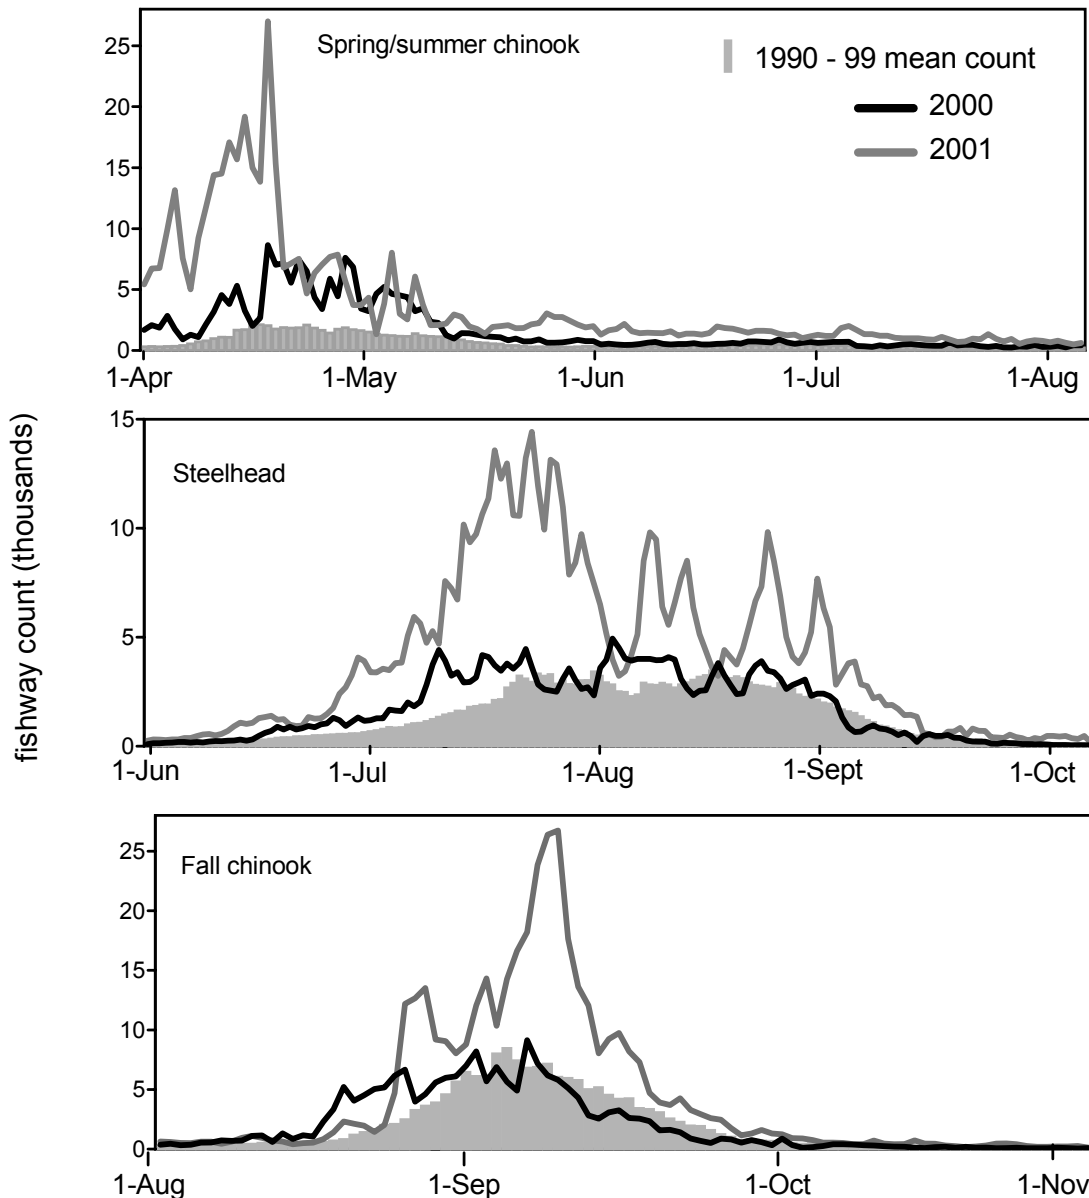 Spring/summer chinook
1990 - 99 mean count
2000
2001
25
20
15
10
5
0
1-Apr 1-May 1-Jun 1-Jul 1-Aug
fishway count (thousands)
Steelhead
15
10
5
0
1-Jun 1-Jul 1-Aug 1-Sept 1-Oct
Fall chinook
25
20
15
10
5
0
1-Aug 1-Sep 1-Oct 1-Nov